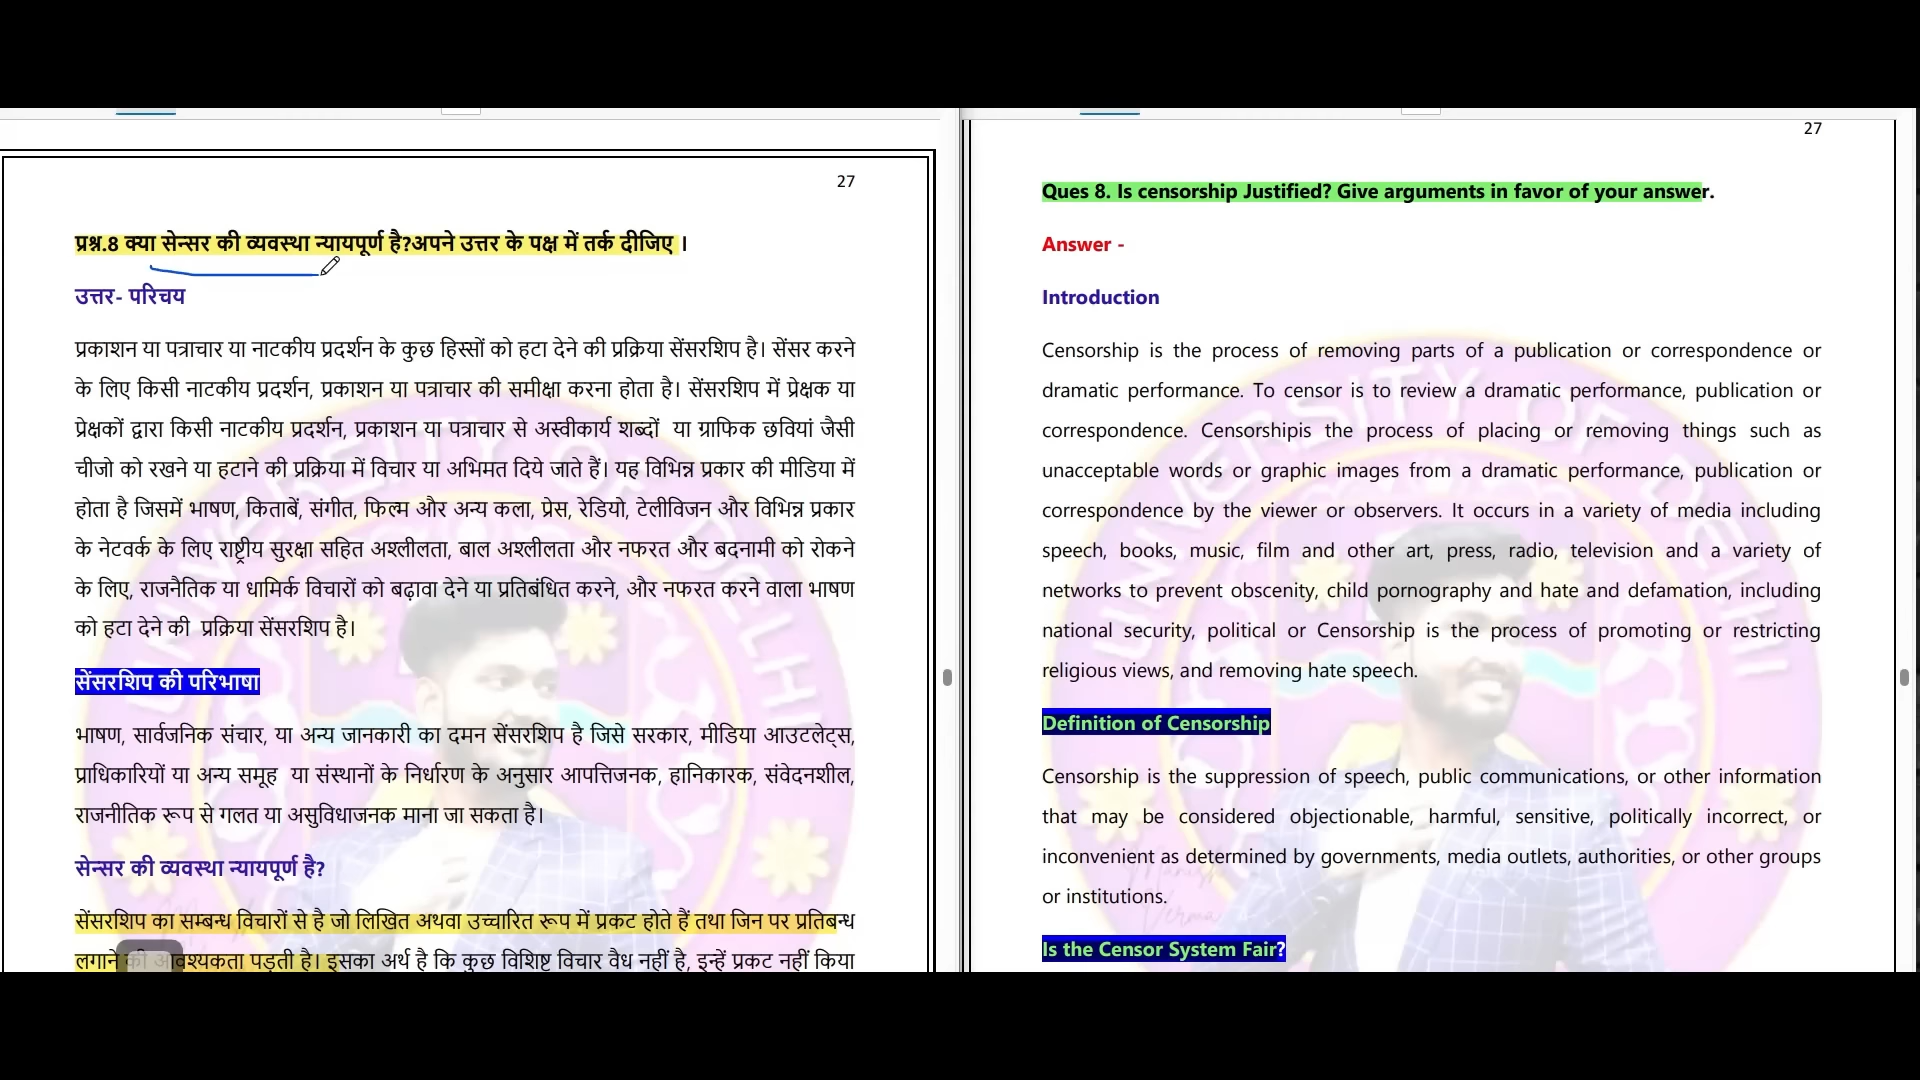 27
प्रश्न.8 क्या सेन्सर की व्यवस्था न्यायपूर्ण है?अपने उत्तर के पक्ष में तर्क दीजिए ।
उत्तर- परिचय
प्रकाशन या पत्राचार या नाटकीय प्रदर्शन के कुछ हिस्सों को हटा देने की प्रक्रिया सेंसरशिप है। सेंसर करने
के लिए किसी नाटकीय प्रदर्शन, प्रकाशन या पत्राचार की समीक्षा करना होता है। सेंसरशिप में प्रेक्षक या
प्रेक्षकों द्वारा किसी नाटकीय प्रदर्शन, प्रकाशन या पत्राचार से अस्वीकार्य शब्दों या ग्राफिक छवियां जैसी
चीजो को रखने या हटाने की प्रक्रिया में विचार या अभिमत दिये जाते हैं। यह विभिन्न प्रकार की मीडिया में
होता है जिसमें भाषण, किताबें, संगीत, फिल्म और अन्य कला, प्रेस, रेडियो, टेलीविजन और विभिन्न प्रकार
के नेटवर्क के लिए राष्ट्रीय सुरक्षा सहित अश्लीलता, बाल अश्लीलता और नफरत और बदनामी को रोकने
के लिए, राजनैतिक या धामिर्क विचारों को बढ़ावा देने या प्रतिबंधित करने, और नफरत करने वाला भाषण
को हटा देने की प्रक्रिया सेंसरशिप है।
सेंसरशिप की परिभाषा
भाषण, सार्वजनिक संचार, या अन्य जानकारी का दमन सेंसरशिप है जिसे सरकार, मीडिया आउटलेट्स,
प्राधिकारियों या अन्य समूह या संस्थानों के निर्धारण के अनुसार आपत्तिजनक, हानिकारक, संवेदनशील,
राजनीतिक रूप से गलत या असुविधाजनक माना जा सकता है।
सेन्सर की व्यवस्था न्यायपूर्ण है?
सेंसरशिप का सम्बन्ध विचारों से है जो लिखित अथवा उच्चारित रूप में प्रकट होते हैं तथा जिन पर प्रतिबन्ध
लगाने की आवश्यकता पड़ती है। इसका अर्थ है कि कुछ विशिष्ट विचार वैध नहीं है, इन्हें प्रकट नहीं किया
27
Ques 8. Is censorship Justified? Give arguments in favor of your answer.
Answer -
Introduction
Censorship is the process of removing parts of a publication or correspondence or
dramatic performance. To censor is to review a dramatic performance, publication or
correspondence. Censorshipis the process of placing or removing things such as
unacceptable words or graphic images from a dramatic performance, publication or
correspondence by the viewer or observers. It occurs in a variety of media including
speech, books, music, film and other art, press, radio, television and a variety of
networks to prevent obscenity, child pornography and hate and defamation, including
national security, political or Censorship is the process of promoting or restricting
religious views, and removing hate speech.
Definition of Censorship
Censorship is the suppression of speech, public communications, or other information
that may be considered objectionable, harmful, sensitive, politically incorrect, or
inconvenient as determined by governments, media outlets, authorities, or other groups
or institutions.
Is the Censor System Fair?
UNIVERSITY OF DELHI
UNIVERSITY OF DELHI
Manish
Verma